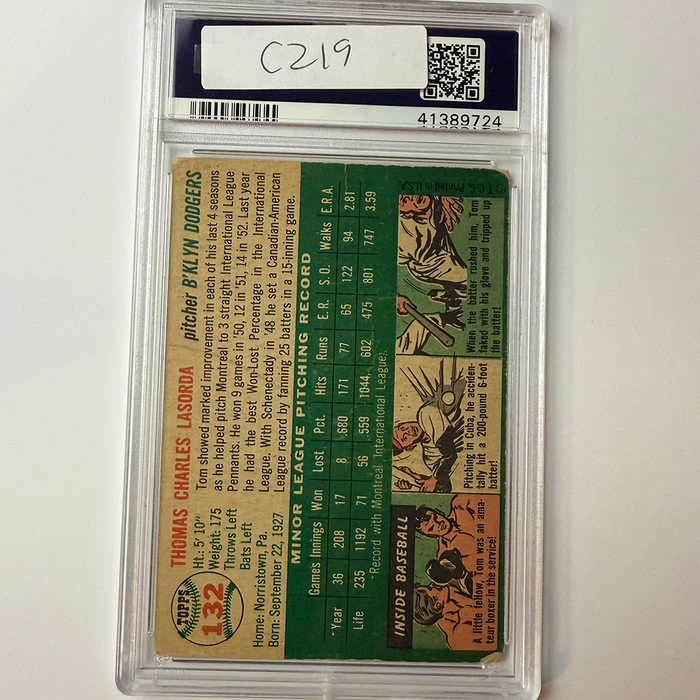 C219
41389724
TOPPS
132
THOMAS CHARLES LASORDA pitcher B'KLYN DODGERS
Ht.: 5' 10"
Weight: 175
Throws Left
Bats Left
Home: Norristown, Pa.
Born: September 22, 1927
Tom showed marked improvement in each of his last 4 seasons
as he helped pitch Montreal to 3 straight International League
Pennants. He won 9 games in '50, 12 in '51, 14 in '52. Last year
he had the best Won-Lost Percentage in the International
League. With Schenectady in '48 he set a Canadian-American
League record by fanning 25 batters in a 15-inning game.
MINOR LEAGUE PITCHING RECORD
Games Innings Won Lost Pct. Hits Runs E.R. S.O. Walks E.R.A.
Year 36 208 17 8 .680 171 77 65 122 94 2.81
Life 235 1192 71 56 .559 1044 602 475 801 747 3.59
*Record with Montreal, International League.
INSIDE BASEBALL
A little fellow, Tom was an ama-
teur boxer in the service!
Pitching in Cuba, he acciden-
tally hit a 200-pound 6-foot
batter!
When the batter rushed him, Tom
faked with his glove and tripped up
the batter!
© T.C.G. Printed in U.S.A.